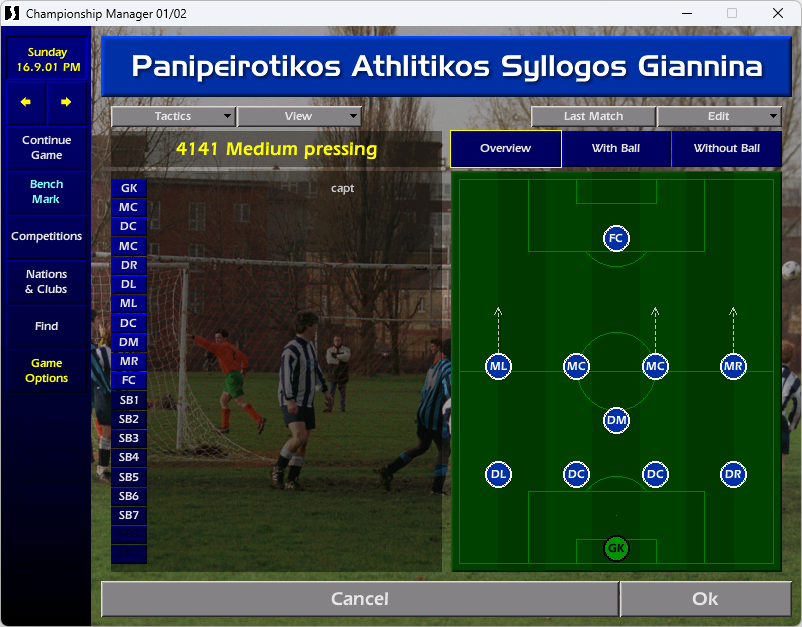 Championship Manager 01/02
Sunday
16.9.01 PM
Continue
Game
Bench
Mark
Competitions
Nations
& Clubs
Find
Game
Options
Panipeirotikos Athlitikos Syllogos Giannina
Tactics
View
Last Match
Edit
4141 Medium pressing
Overview
With Ball
Without Ball
GK capt
MC
DC
MC
DR
DL
ML
DC
DM
MR
FC
SB1
SB2
SB3
SB4
SB5
SB6
SB7
FC
ML MC MC MR
DM
DL DC DC DR
GK
Cancel
Ok